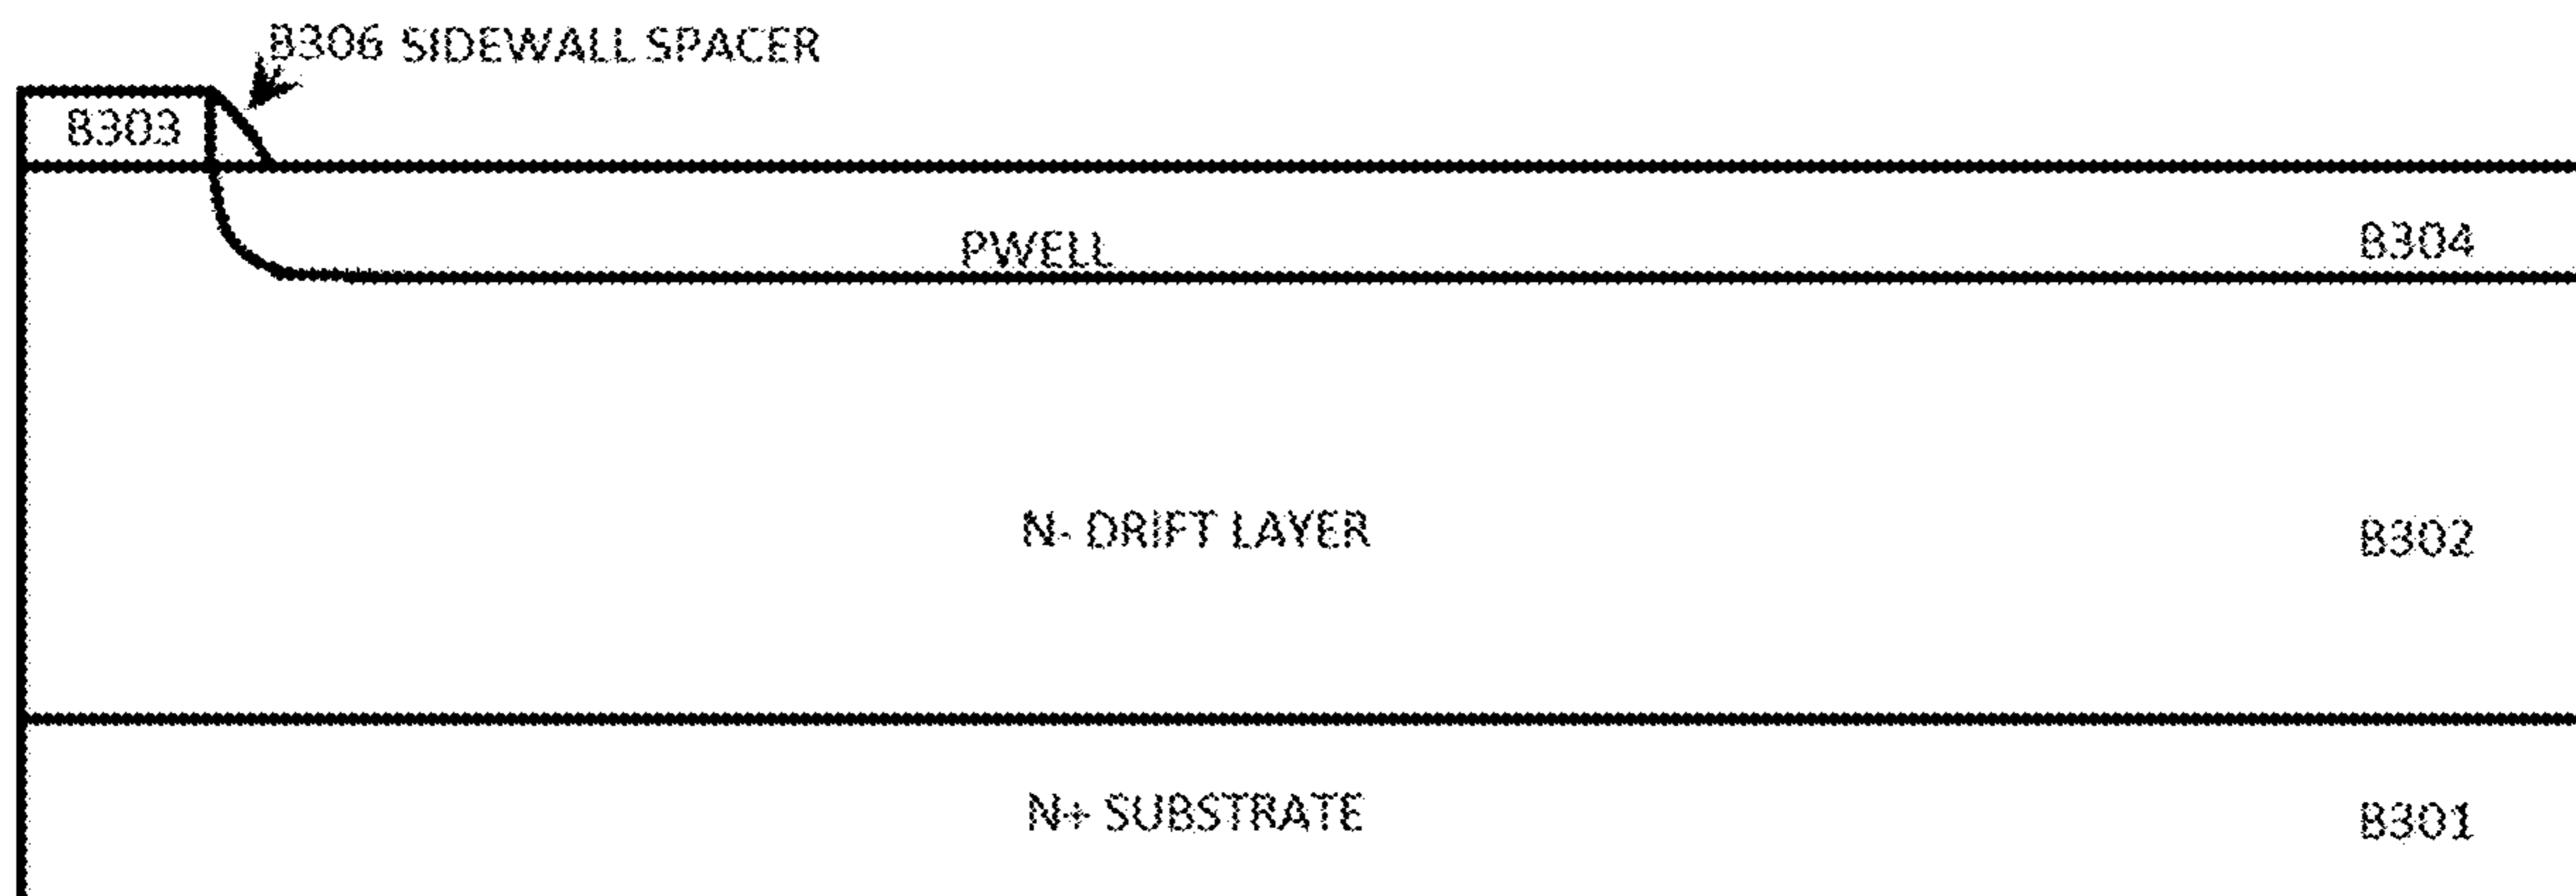 B306 SIDEWALL SPACER
B303
PWELL B304
N- DRIFT LAYER B302
N+ SUBSTRATE B301